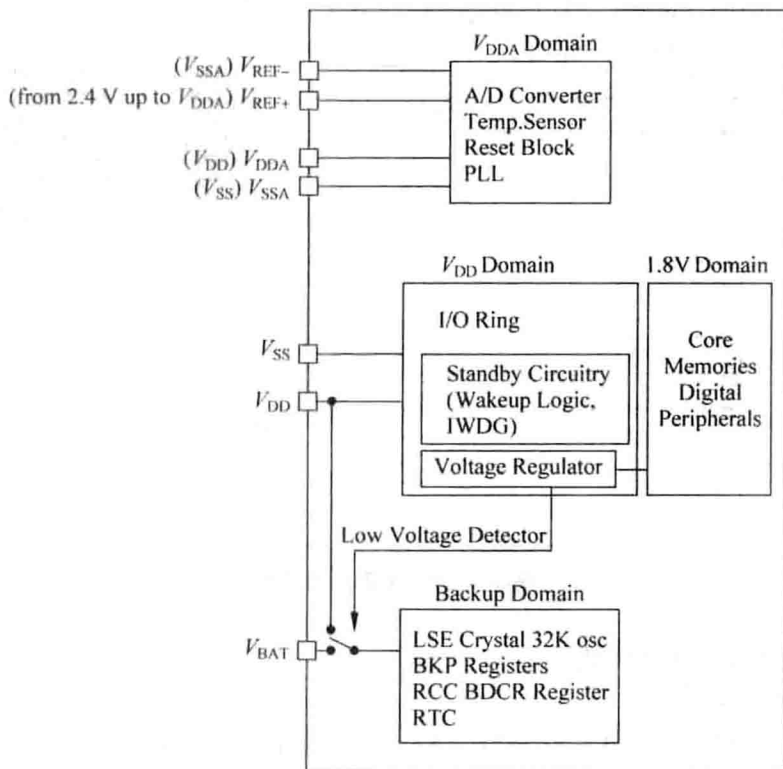 V_DDA Domain
(V_SSA) V_REF−
(from 2.4 V up to V_DDA) V_REF+
A/D Converter
Temp.Sensor
Reset Block
PLL
(V_DD) V_DDA
(V_SS) V_SSA
V_DD Domain
1.8V Domain
I/O Ring
V_SS
V_DD
Standby Circuitry
(Wakeup Logic,
IWDG)
Voltage Regulator
Core
Memories
Digital
Peripherals
Low Voltage Detector
Backup Domain
V_BAT
LSE Crystal 32K osc
BKP Registers
RCC BDCR Register
RTC